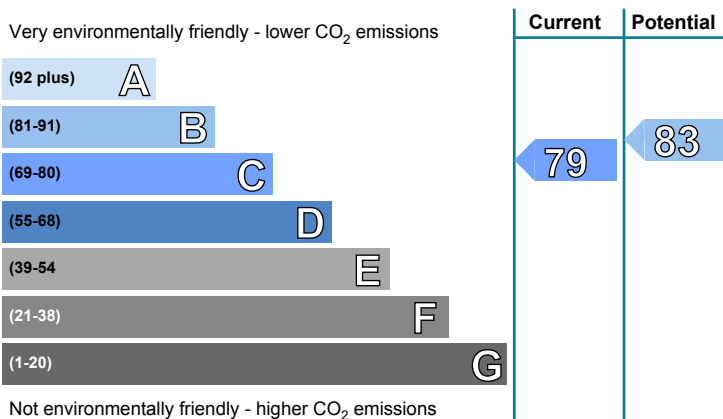 Current Potential
Very environmentally friendly - lower CO2 emissions
(92 plus) A
(81-91) B
83
(69-80) C
79
(55-68) D
(39-54 E
(21-38) F
(1-20) G
Not environmentally friendly - higher CO2 emissions